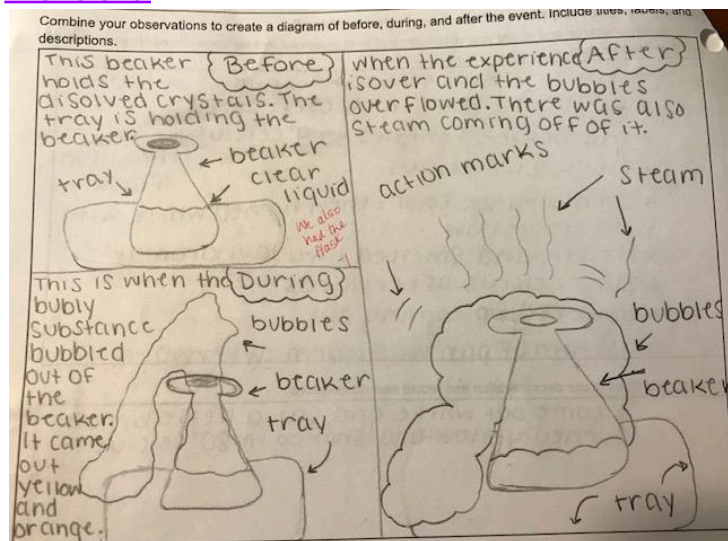 Combine your observations to create a diagram of before, during, and after the event. Include titles, labels, and
descriptions.
This beaker
holds the
disolved crystals. The
tray is holding the
beaker
Before
beaker
tray
clear
liquid
We also
had the
flask
-1
when the experience
is over and the bubbles
overflowed. There was also
Steam coming off of it.
After
action marks
Steam
bubbles
beaker
tray
This is when the
bubly
substance
bubbled
out of
the
beaker.
It came
out
yellow
and
orange.
During
bubbles
beaker
tray